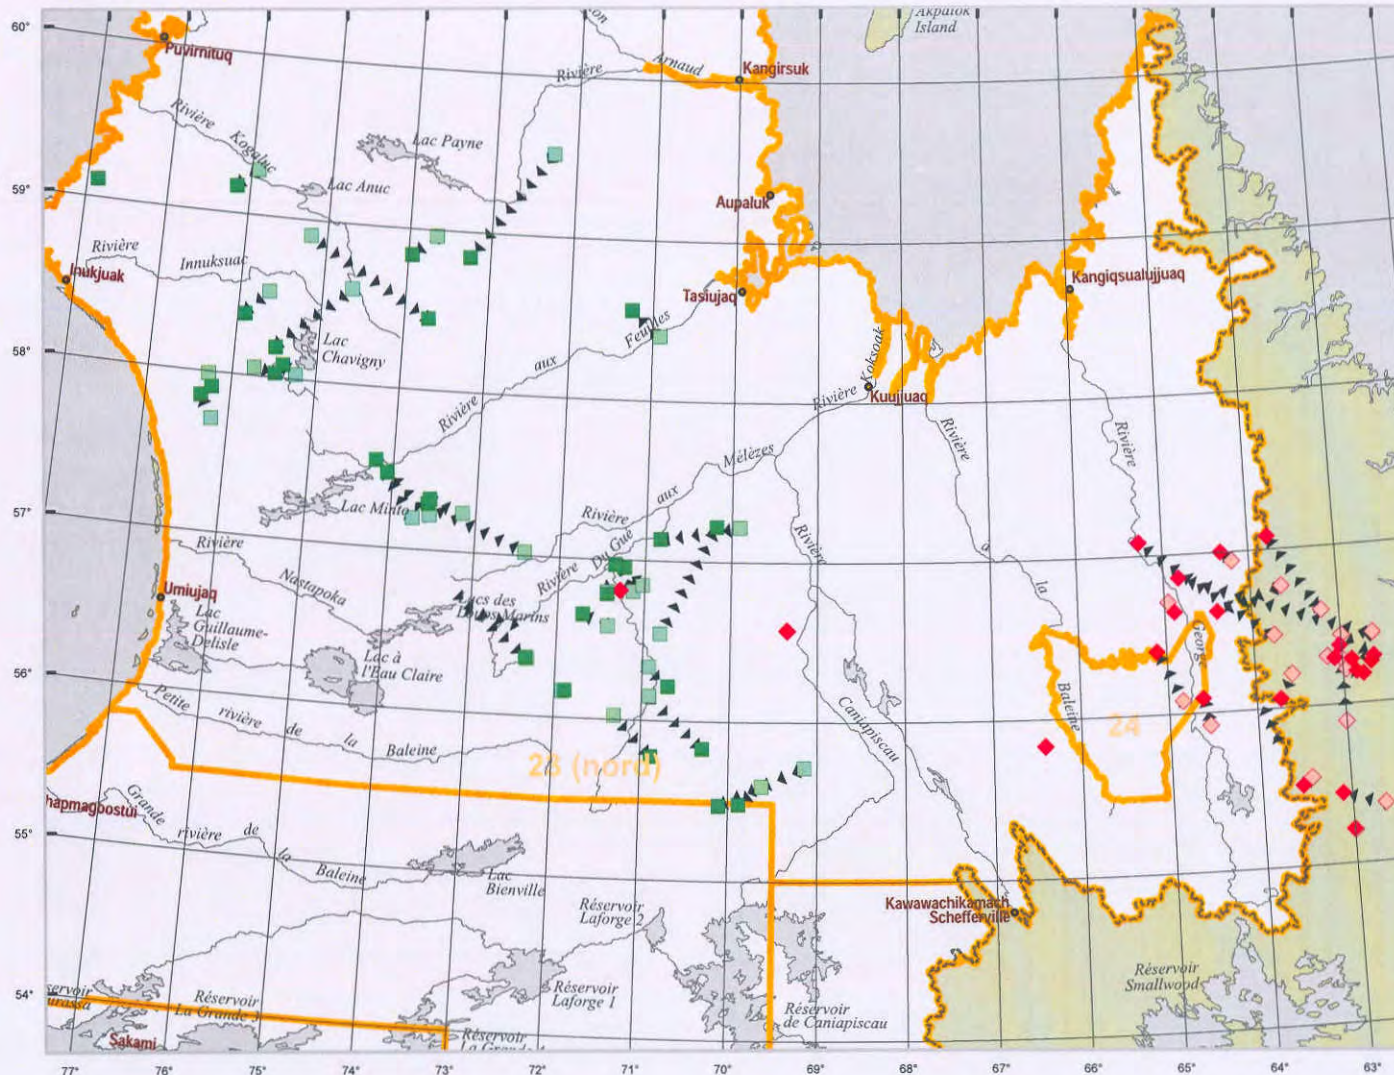 60°
59°
58°
57°
56°
55°
54°
77°
76°
75°
74°
73°
72°
71°
70°
69°
68°
67°
66°
65°
64°
63°
Puvirnituq
Rivière
Kogaluc
Lac Payne
Lac Anuc
Rivière
Arnaud
Kangirsuk
Akpatok
Island
Aupaluk
Rivière
Innuksuac
Inukjuak
Lac
Chavigny
Tasiujaq
Kangiqsualujjuaq
Rivière
aux
Feuilles
Rivière
Koksoak
Kuujjuaq
Rivière
à
la
Baleine
Rivière
George
Lac Minto
Rivière
aux
Mélèzes
Rivière
Nastapoka
Rivière
Du Gué
Rivière
Caniapiscau
Umiujaq
Lac
Guillaume-
Delisle
Lac à
l'Eau Claire
Petite
rivière
de
la
Baleine
23 (nord)
24
Grande
rivière de
la
Baleine
Lac
Bienville
Réservoir
Laforge 2
Kawawachikamach
Schefferville
Réservoir
La Grande 3
Sakami
Réservoir
Laforge 1
Réservoir
de Caniapiscau
Réservoir
Smallwood